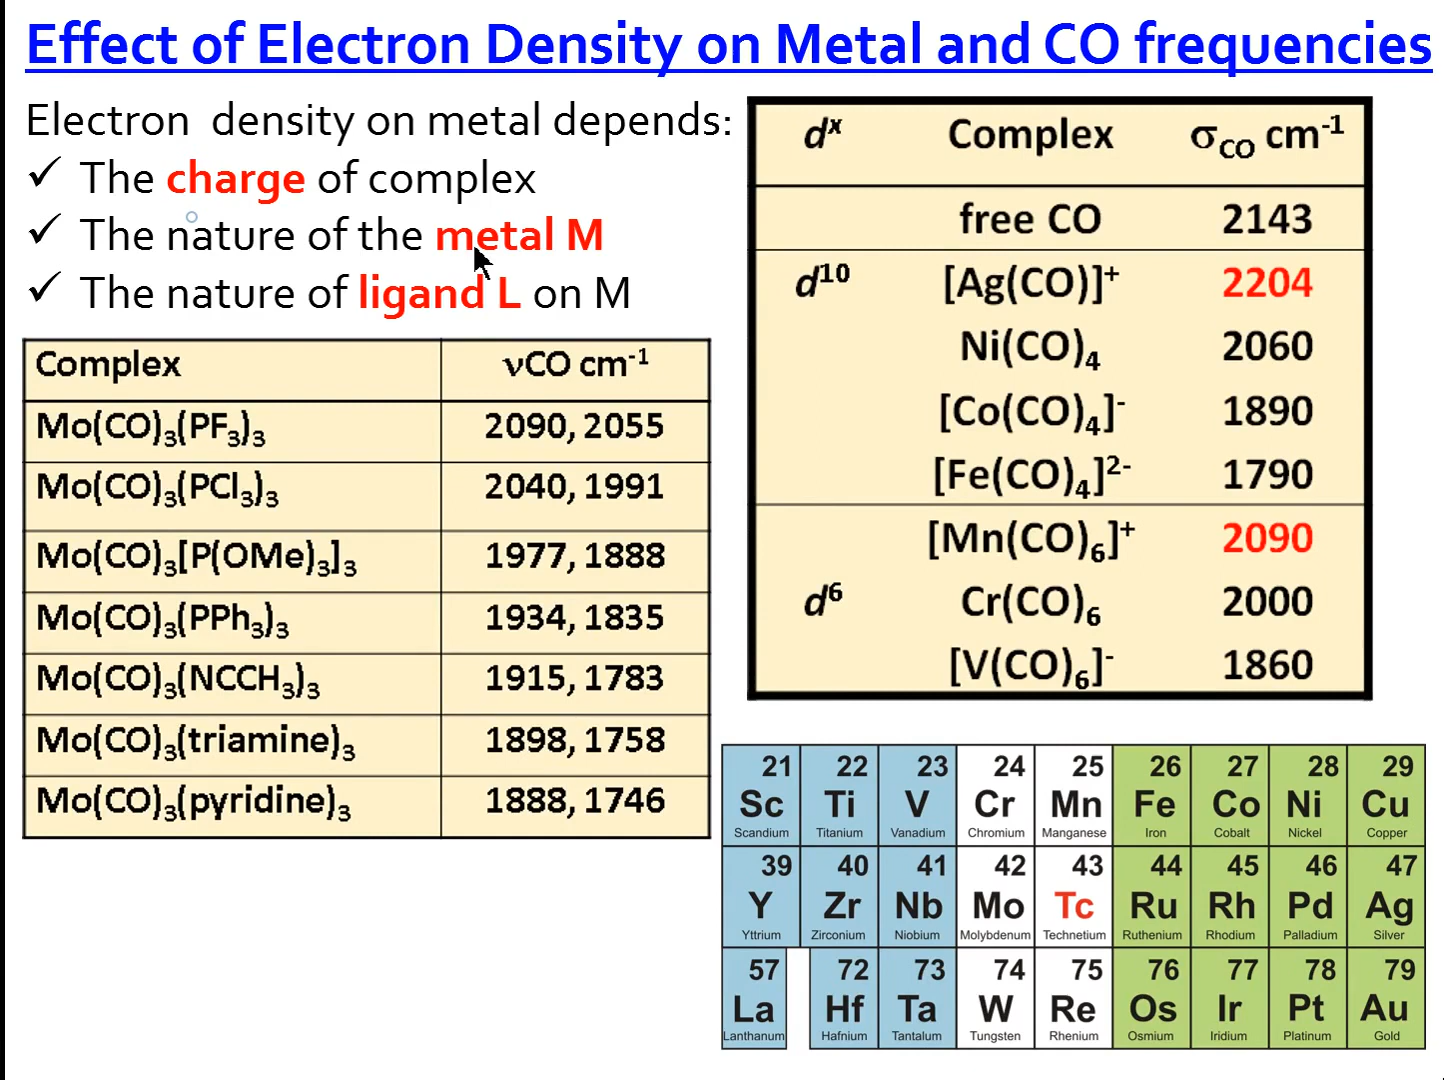 Effect of Electron Density on Metal and CO frequencies
Electron density on metal depends:
✓ The charge of complex
✓ The nature of the metal M
✓ The nature of ligand L on M
Complex νCO cm⁻¹
Mo(CO)₃(PF₃)₃ 2090, 2055
Mo(CO)₃(PCl₃)₃ 2040, 1991
Mo(CO)₃[P(OMe)₃]₃ 1977, 1888
Mo(CO)₃(PPh₃)₃ 1934, 1835
Mo(CO)₃(NCCH₃)₃ 1915, 1783
Mo(CO)₃(triamine)₃ 1898, 1758
Mo(CO)₃(pyridine)₃ 1888, 1746
dˣ Complex σCO cm⁻¹
free CO 2143
d¹⁰ [Ag(CO)]⁺ 2204
Ni(CO)₄ 2060
[Co(CO)₄]⁻ 1890
[Fe(CO)₄]²⁻ 1790
[Mn(CO)₆]⁺ 2090
d⁶ Cr(CO)₆ 2000
[V(CO)₆]⁻ 1860
21 22 23 24 25 26 27 28 29
Sc Ti V Cr Mn Fe Co Ni Cu
Scandium Titanium Vanadium Chromium Manganese Iron Cobalt Nickel Copper
39 40 41 42 43 44 45 46 47
Y Zr Nb Mo Tc Ru Rh Pd Ag
Yttrium Zirconium Niobium Molybdenum Technetium Ruthenium Rhodium Palladium Silver
57 72 73 74 75 76 77 78 79
La Hf Ta W Re Os Ir Pt Au
Lanthanum Hafnium Tantalum Tungsten Rhenium Osmium Iridium Platinum Gold